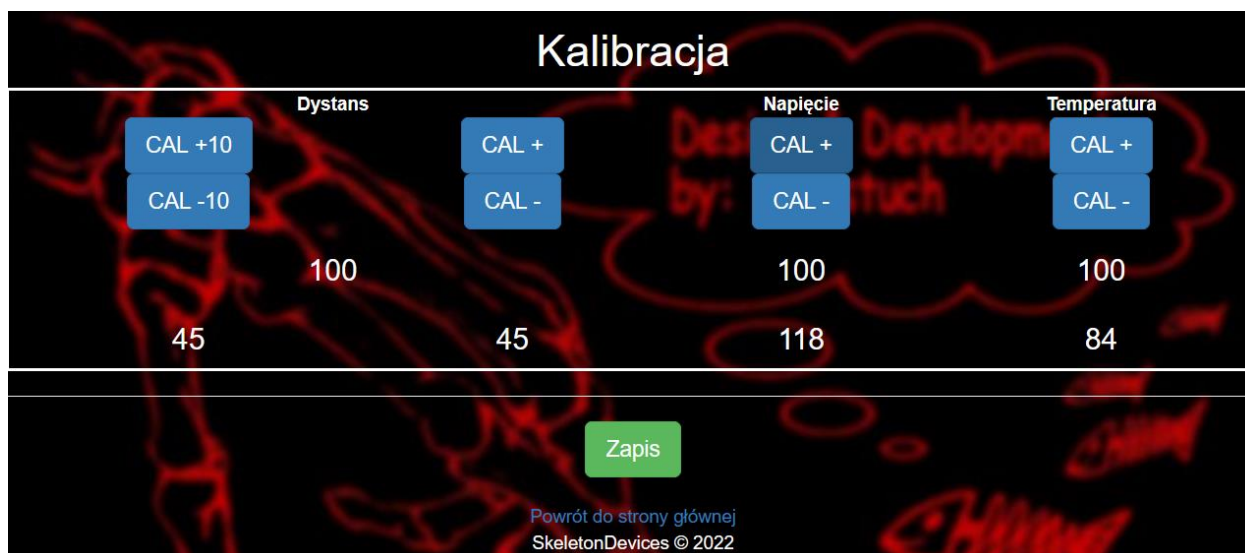 Kalibracja
Dystans Napięcie Temperatura
CAL +10 CAL + CAL + CAL +
CAL -10 CAL - CAL - CAL -
100 100 100
45 45 118 84
Zapis
Powrót do strony głównej
SkeletonDevices © 2022
by: